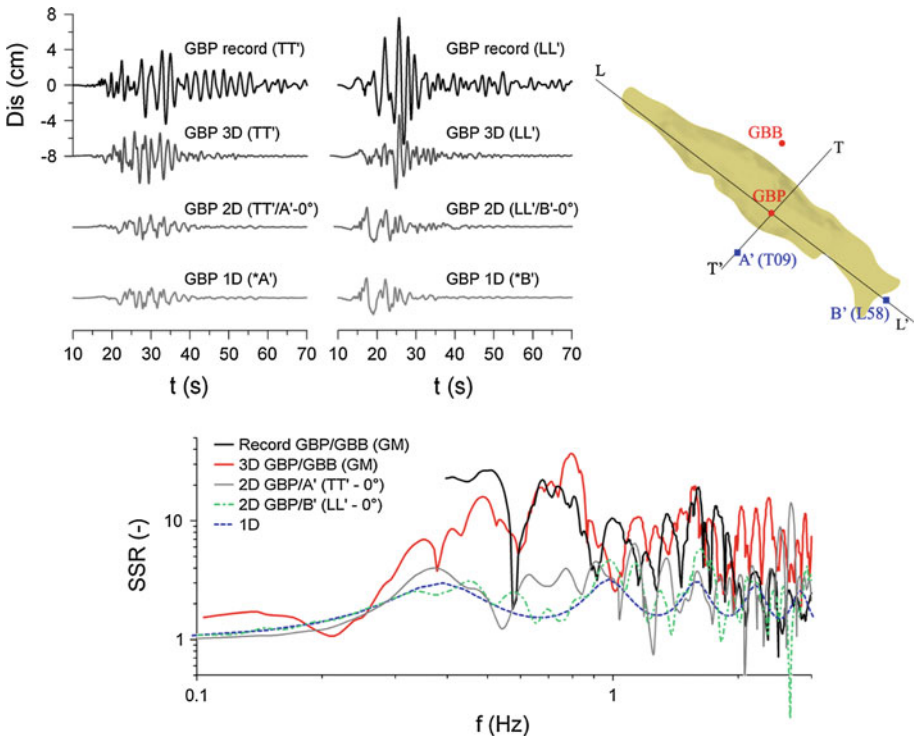 8
4
0
-8
Dis (cm)
GBP record (TT')
GBP 3D (TT')
GBP 2D (TT'/A'-0°)
GBP 1D (*A')
10 20 30 40 50 60 70
t (s)
GBP record (LL')
GBP 3D (LL')
GBP 2D (LL'/B'-0°)
GBP 1D (*B')
10 20 30 40 50 60 70
t (s)
L
GBB
T
GBP
T'
A' (T09)
B' (L58)
L'
Record GBP/GBB (GM)
3D GBP/GBB (GM)
2D GBP/A' (TT' - 0°)
2D GBP/B' (LL' - 0°)
1D
SSR (-)
10
1
0.1
1
f (Hz)